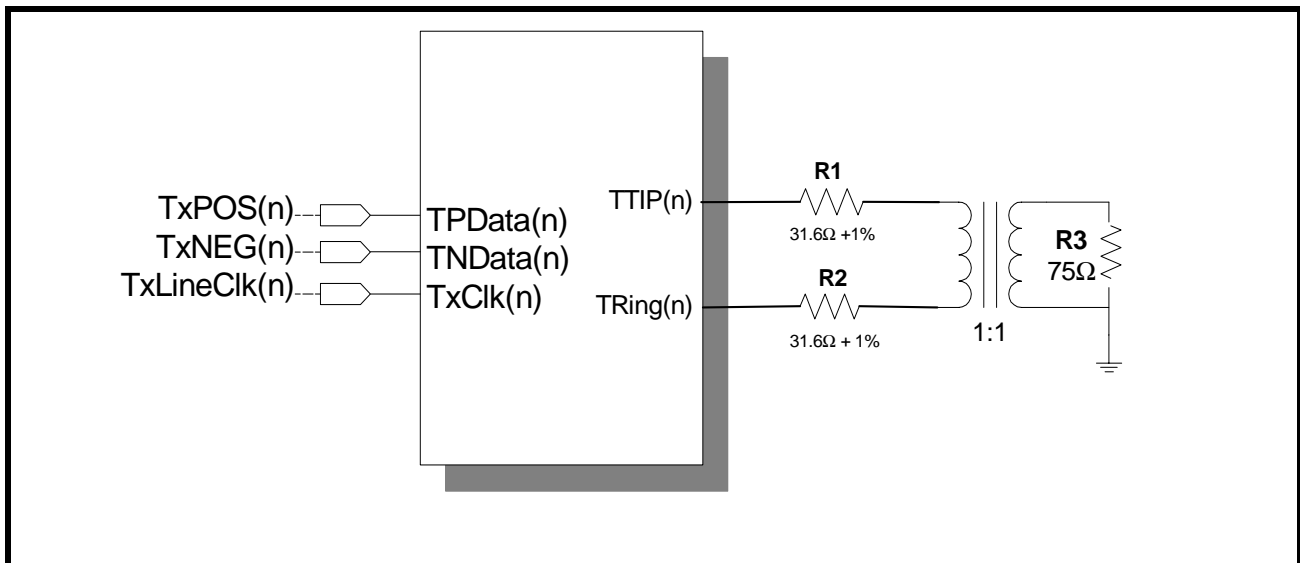 TxPOS(n)
TxNEG(n)
TxLineClk(n)
TPData(n)
TNData(n)
TxClk(n)
TTIP(n)
TRing(n)
R1
31.6Ω +1%
R2
31.6Ω + 1%
1:1
R3
75Ω